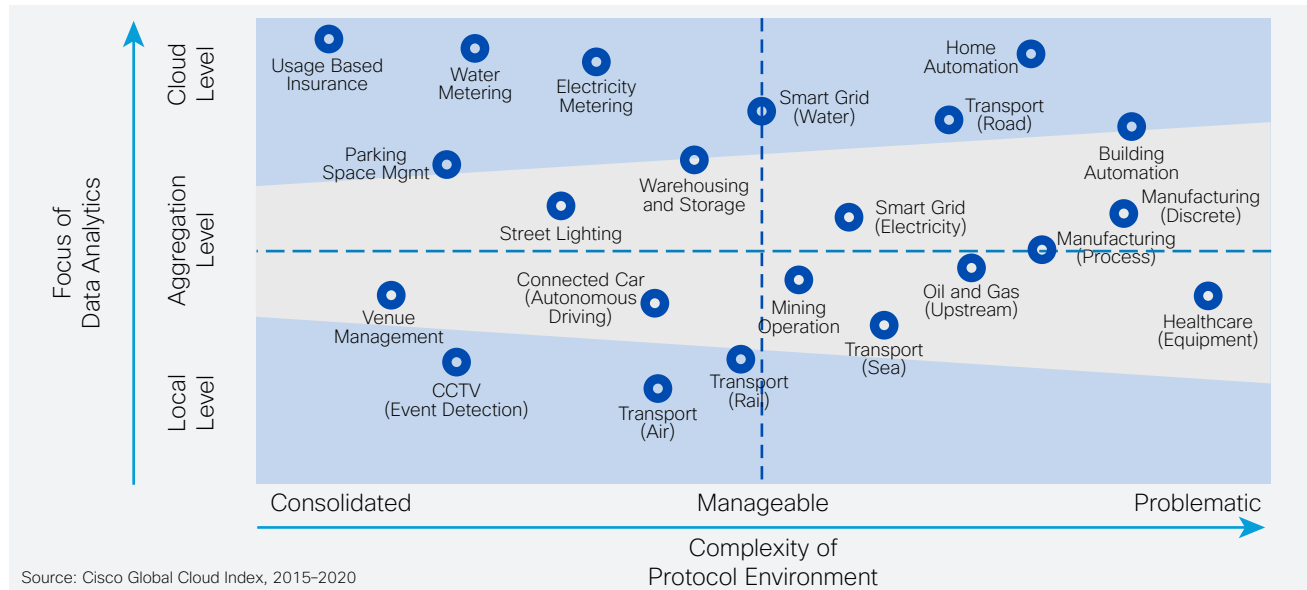 Focus of
Data Analytics
Cloud
Level
Aggregation
Level
Local
Level
Usage Based
Insurance
Water
Metering
Electricity
Metering
Smart Grid
(Water)
Home
Automation
Transport
(Road)
Building
Automation
Parking
Space Mgmt
Warehousing
and Storage
Street Lighting
Smart Grid
(Electricity)
Manufacturing
(Discrete)
Manufacturing
(Process)
Venue
Management
Connected Car
(Autonomous
Driving)
Mining
Operation
Oil and Gas
(Upstream)
Healthcare
(Equipment)
Transport
(Sea)
CCTV
(Event Detection)
Transport
(Air)
Transport
(Rail)
Consolidated
Manageable
Problematic
Complexity of
Protocol Environment
Source: Cisco Global Cloud Index, 2015–2020